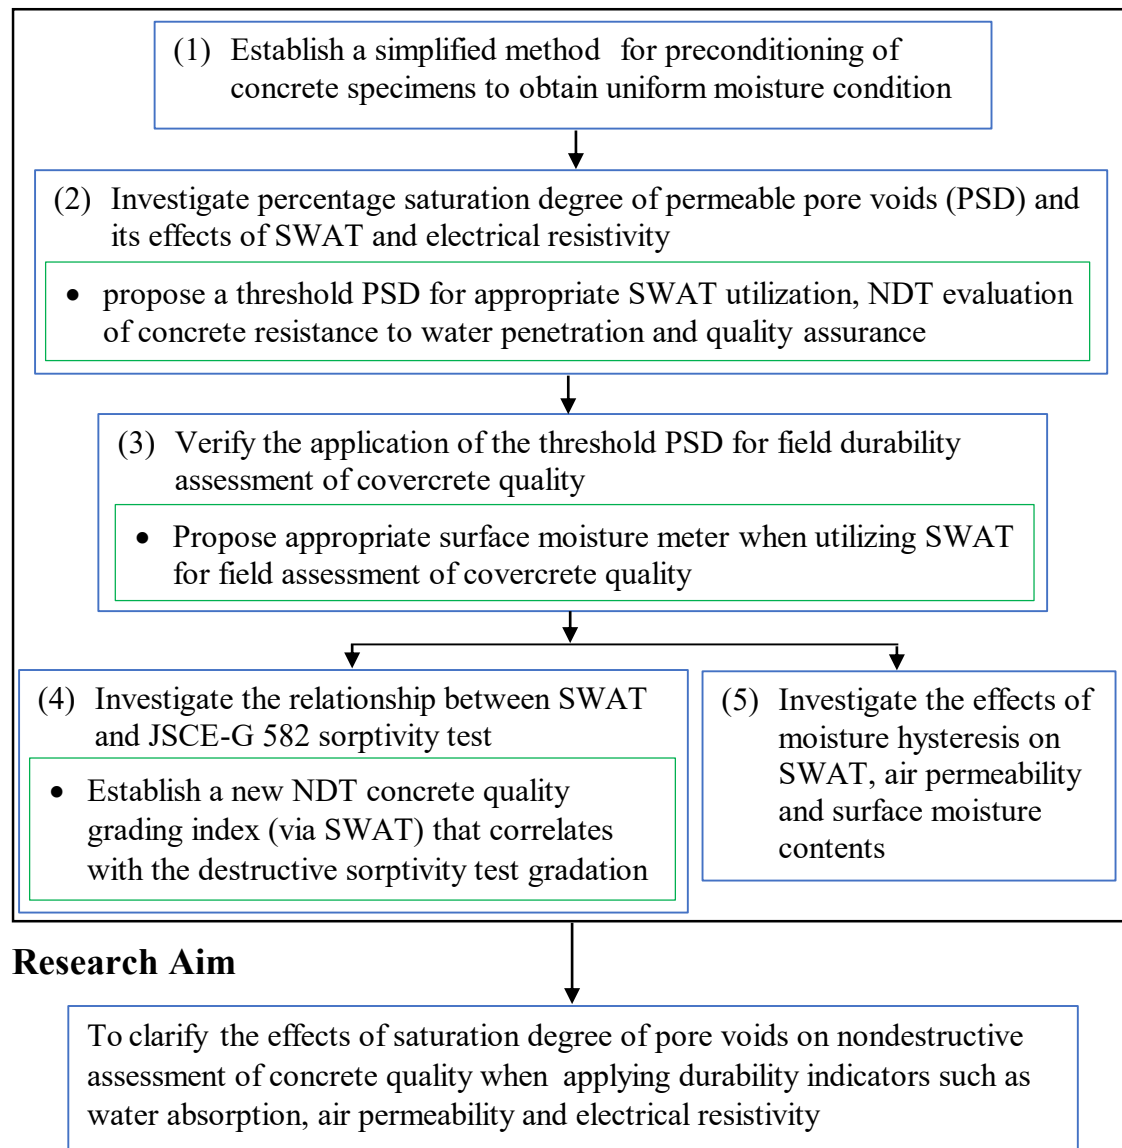 (1) Establish a simplified method for preconditioning of
concrete specimens to obtain uniform moisture condition
(2) Investigate percentage saturation degree of permeable pore voids (PSD) and
its effects of SWAT and electrical resistivity
• propose a threshold PSD for appropriate SWAT utilization, NDT evaluation
of concrete resistance to water penetration and quality assurance
(3) Verify the application of the threshold PSD for field durability
assessment of covercrete quality
• Propose appropriate surface moisture meter when utilizing SWAT
for field assessment of covercrete quality
(4) Investigate the relationship between SWAT
and JSCE-G 582 sorptivity test
• Establish a new NDT concrete quality
grading index (via SWAT) that correlates
with the destructive sorptivity test gradation
(5) Investigate the effects of
moisture hysteresis on
SWAT, air permeability
and surface moisture
contents
Research Aim
To clarify the effects of saturation degree of pore voids on nondestructive
assessment of concrete quality when applying durability indicators such as
water absorption, air permeability and electrical resistivity